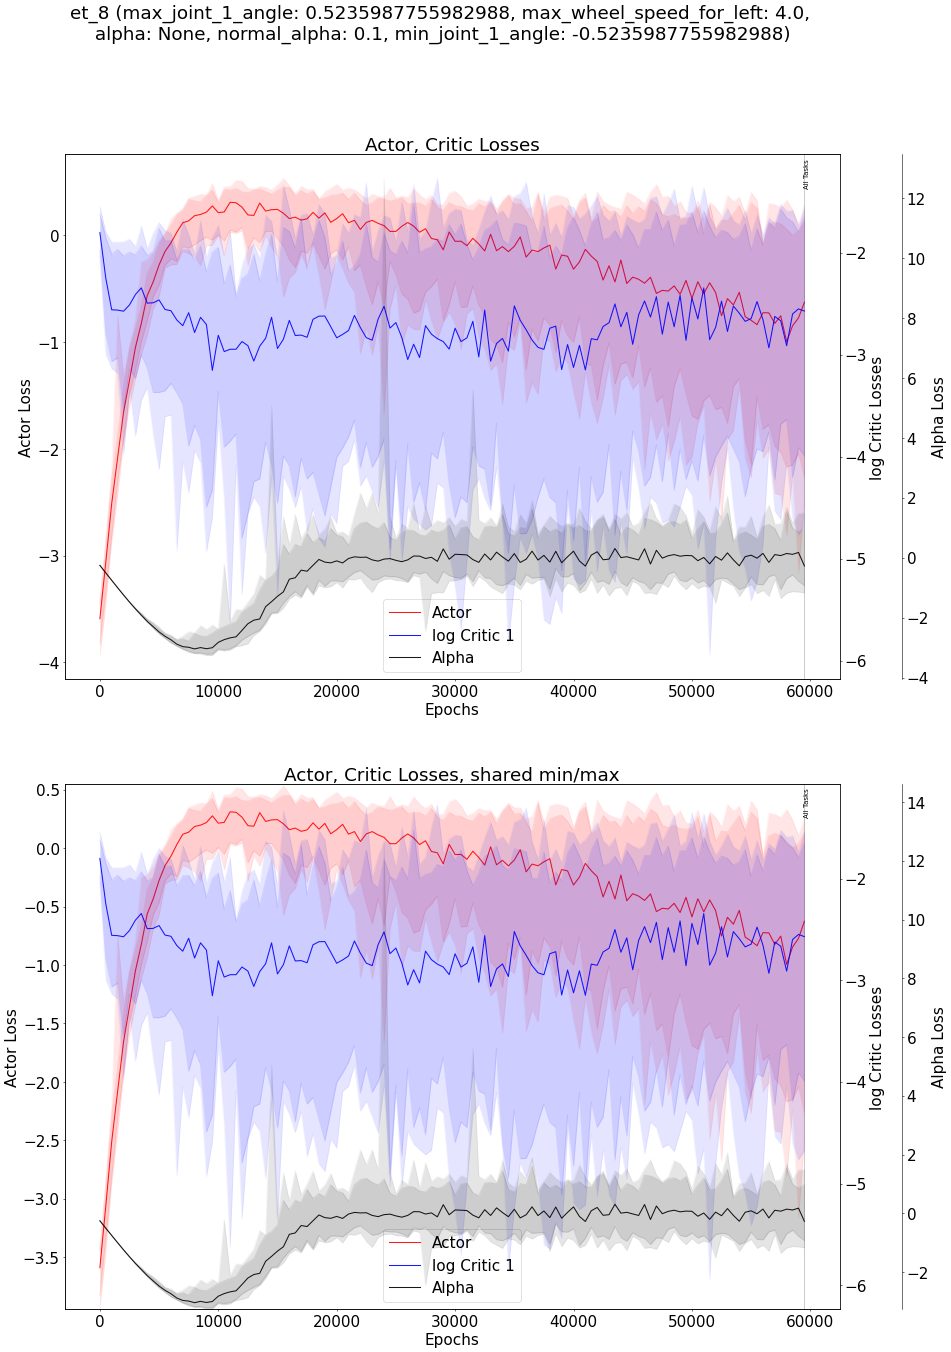 et_8 (max_joint_1_angle: 0.5235987755982988, max_wheel_speed_for_left: 4.0,
alpha: None, normal_alpha: 0.1, min_joint_1_angle: -0.5235987755982988)
Actor, Critic Losses
All Tasks
0
−1
−2
−3
−4
Actor Loss
−2
−3
−4
−5
−6
log Critic Losses
12
10
8
6
4
2
0
−2
−4
Alpha Loss
Actor
log Critic 1
Alpha
0
10000
20000
30000
40000
50000
60000
Epochs
Actor, Critic Losses, shared min/max
All Tasks
0.5
0.0
−0.5
−1.0
−1.5
−2.0
−2.5
−3.0
−3.5
Actor Loss
−2
−3
−4
−5
−6
log Critic Losses
14
12
10
8
6
4
2
0
−2
Alpha Loss
Actor
log Critic 1
Alpha
0
10000
20000
30000
40000
50000
60000
Epochs